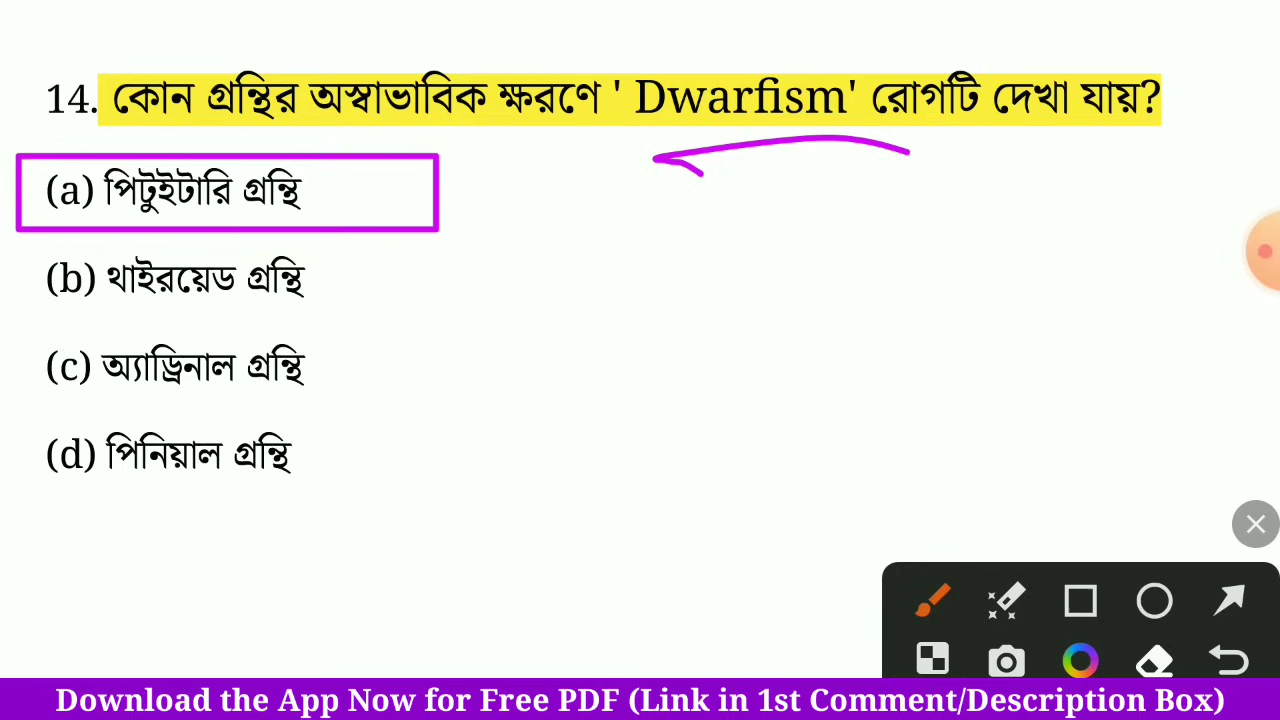 14. কোন গ্রন্থির অস্বাভাবিক ক্ষরণে ' Dwarfism' রোগটি দেখা যায়?
(a) পিটুইটারি গ্রন্থি
(b) থাইরয়েড গ্রন্থি
(c) অ্যাড্রিনাল গ্রন্থি
(d) পিনিয়াল গ্রন্থি
Download the App Now for Free PDF (Link in 1st Comment/Description Box)